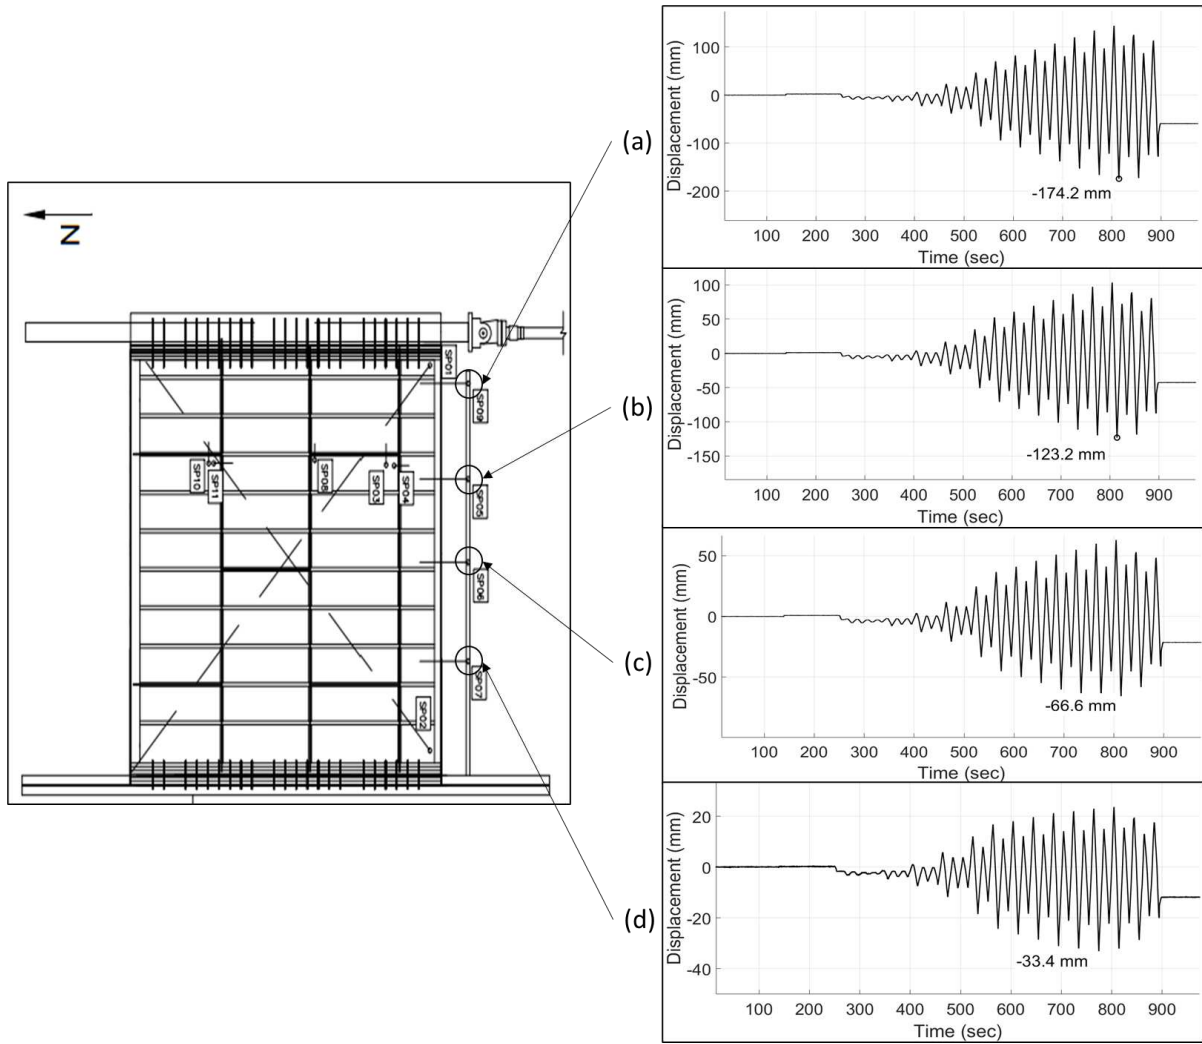 N
SP01
SP09
SP10
SP11
SP08
SP03
SP04
SP05
SP06
SP02
SP07
(a)
(b)
(c)
(d)
Displacement (mm)
100
0
-100
-200
-174.2 mm
100 200 300 400 500 600 700 800 900
Time (sec)
Displacement (mm)
100
50
0
-50
-100
-150
-123.2 mm
100 200 300 400 500 600 700 800 900
Time (sec)
Displacement (mm)
50
0
-50
-66.6 mm
100 200 300 400 500 600 700 800 900
Time (sec)
Displacement (mm)
20
0
-20
-40
-33.4 mm
100 200 300 400 500 600 700 800 900
Time (sec)